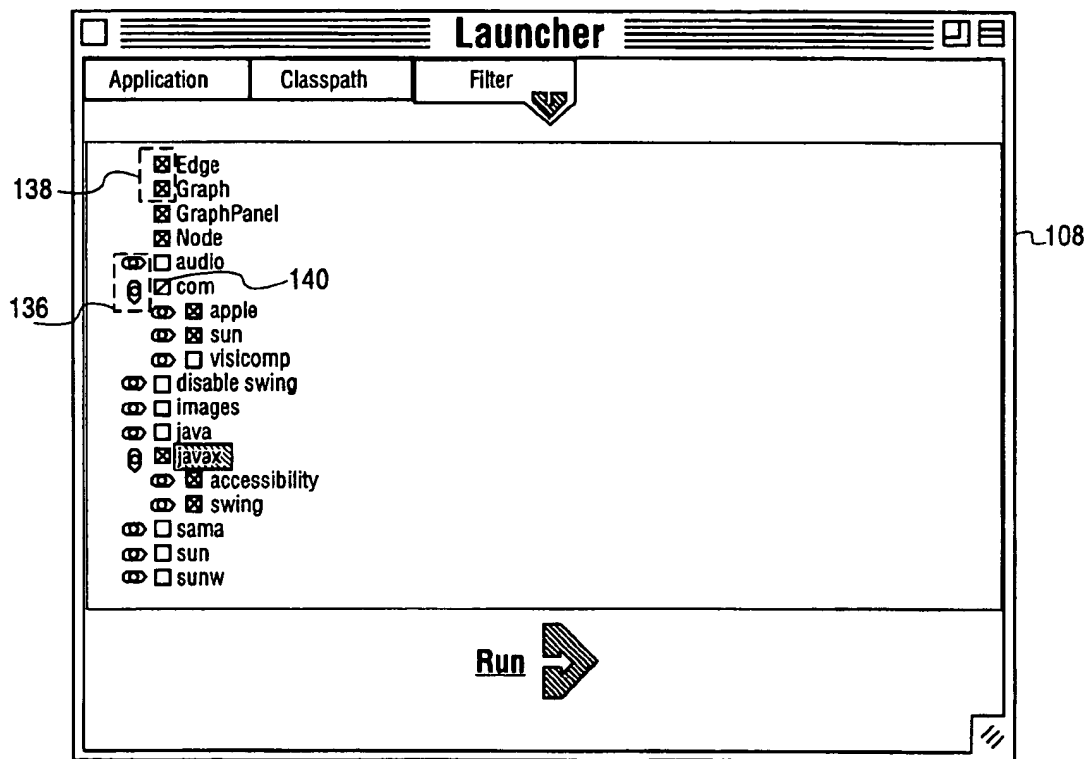 Launcher
Application Classpath Filter
Edge
138
Graph
GraphPanel
108
Node
audio
com
140
136
apple
sun
visicomp
disable swing
images
java
javax
accessibility
swing
sama
sun
sunw
Run